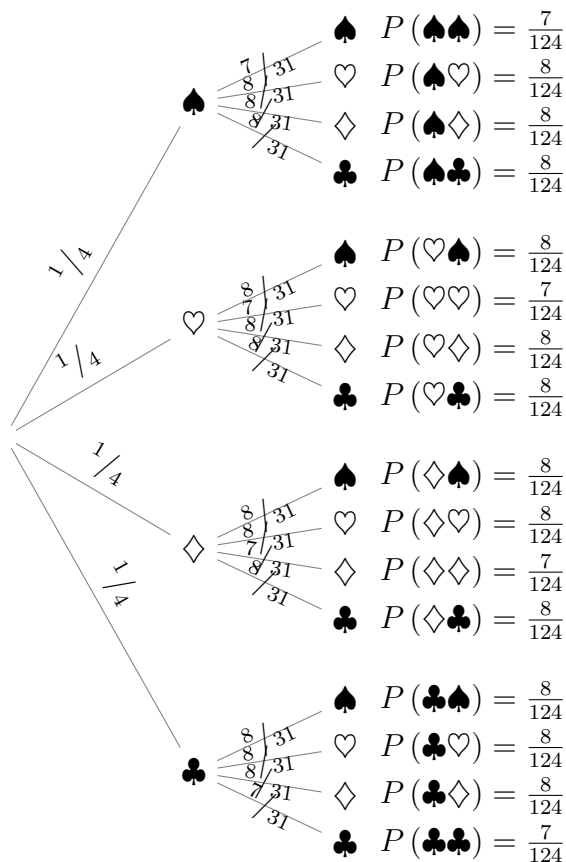 ♠ P(♠♠) = 7/124
7/31
8/31
♡ P(♠♡) = 8/124
♠
8/31
♢ P(♠♢) = 8/124
8/31
♣ P(♠♣) = 8/124
1/4
♠ P(♡♠) = 8/124
8/31
7/31
♡ P(♡♡) = 7/124
♡
8/31
♢ P(♡♢) = 8/124
8/31
1/4
♣ P(♡♣) = 8/124
1/4
♠ P(♢♠) = 8/124
8/31
8/31
♡ P(♢♡) = 8/124
♢
7/31
♢ P(♢♢) = 7/124
8/31
1/4
♣ P(♢♣) = 8/124
♠ P(♣♠) = 8/124
8/31
8/31
♡ P(♣♡) = 8/124
♣
8/31
♢ P(♣♢) = 8/124
7/31
♣ P(♣♣) = 7/124